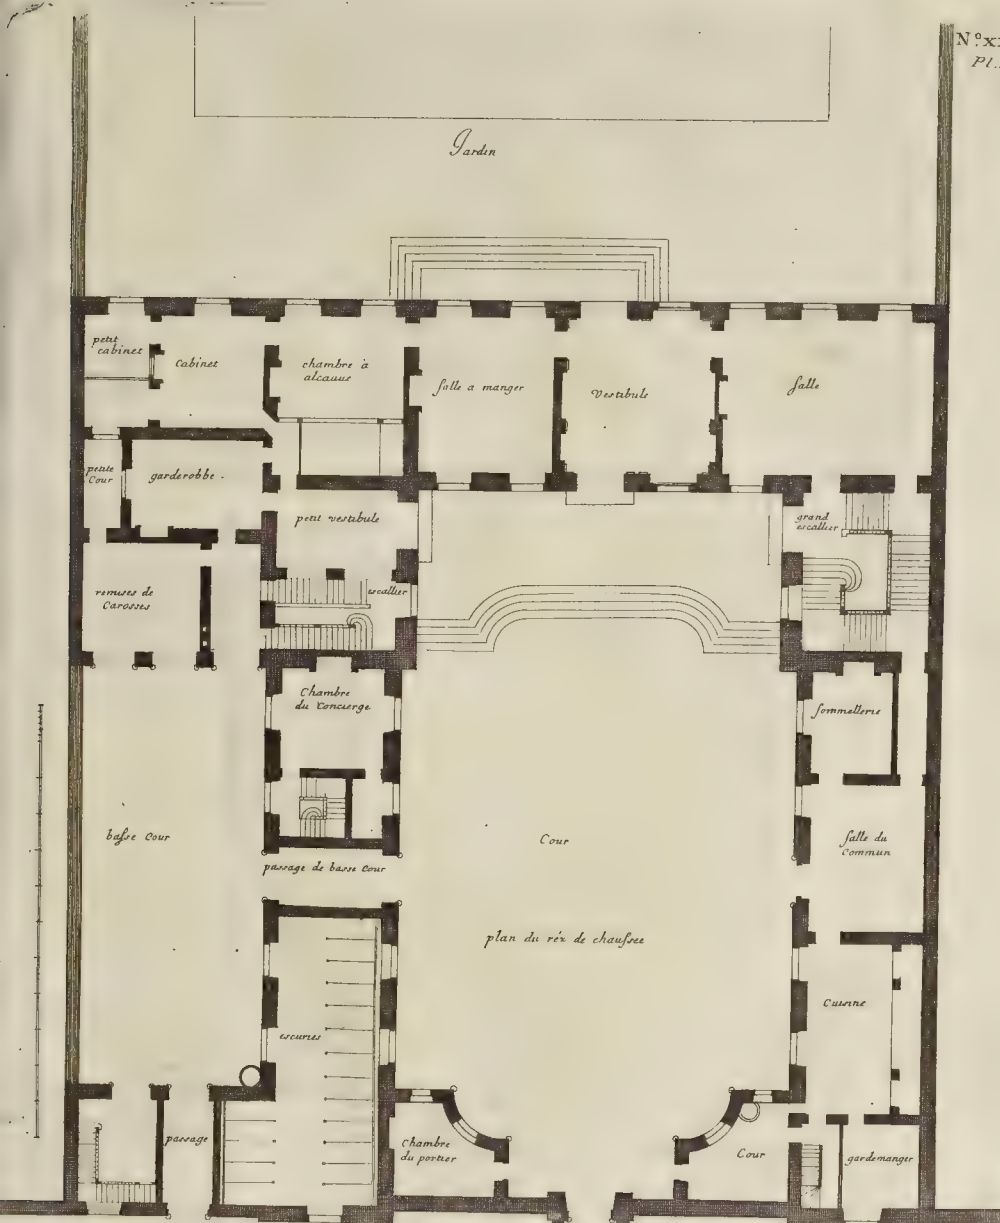 N.º
Pl.
Jardin
petit
cabinet
Cabinet
chambre à
alcauve
salle a manger
Vestibule
salle
petite
Cour
garderobbe
petit vestibule
grand
escallier
remises de
Carosses
escallier
Chambre
du Concierge
sommellerie
basse Cour
Cour
salle du
Commun
passage de basse Cour
plan du réz de chaussee
escuries
Cuisine
passage
Chambre
du portier
Cour
gardemanger